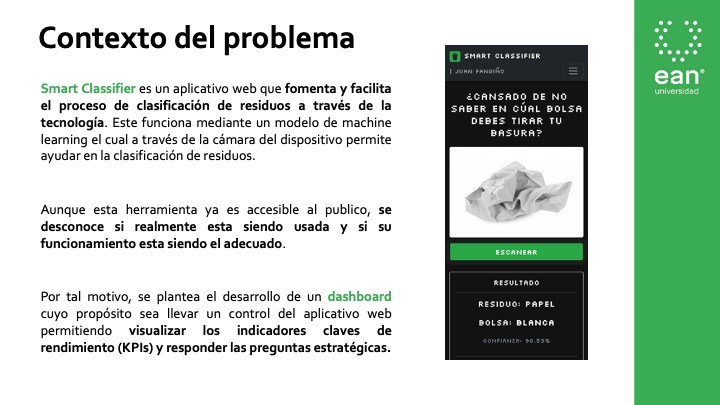 Contexto del problema
Smart Classifier es un aplicativo web que fomenta y facilita
el proceso de clasificación de residuos a través de la
tecnología. Este funciona mediante un modelo de machine
learning el cual a través de la cámara del dispositivo permite
ayudar en la clasificación de residuos.
Aunque esta herramienta ya es accesible al publico, se
desconoce si realmente esta siendo usada y si su
funcionamiento esta siendo el adecuado.
Por tal motivo, se plantea el desarrollo de un dashboard
cuyo propósito sea llevar un control del aplicativo web
permitiendo visualizar los indicadores claves de
rendimiento (KPIs) y responder las preguntas estratégicas.
SMART CLASSIFIER
| JUAN FANDIÑO
¿CANSADO DE NO
SABER EN CÚAL BOLSA
DEBES TIRAR TU
BASURA?
ESCANEAR
RESULTADO
RESIDUO: PAPEL
BOLSA: BLANCA
CONFIANZA: 90.53%
ean®
universidad